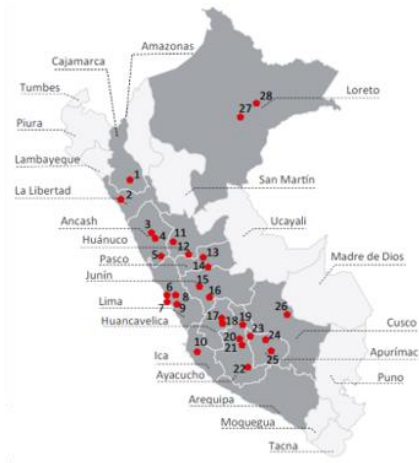 Amazonas
Cajamarca
Tumbes
Loreto
Piura
Lambayeque
San Martín
La Libertad
Ancash
Huánuco
Ucayali
Pasco
Madre de Dios
Junín
Lima
Huancavelica
Cusco
Ica
Apurímac
Ayacucho
Puno
Arequipa
Moquegua
Tacna
1
2
3
4
5
6
7
8
9
10
11
12
13
14
15
16
17
18
19
20
21
22
23
24
25
26
27
28